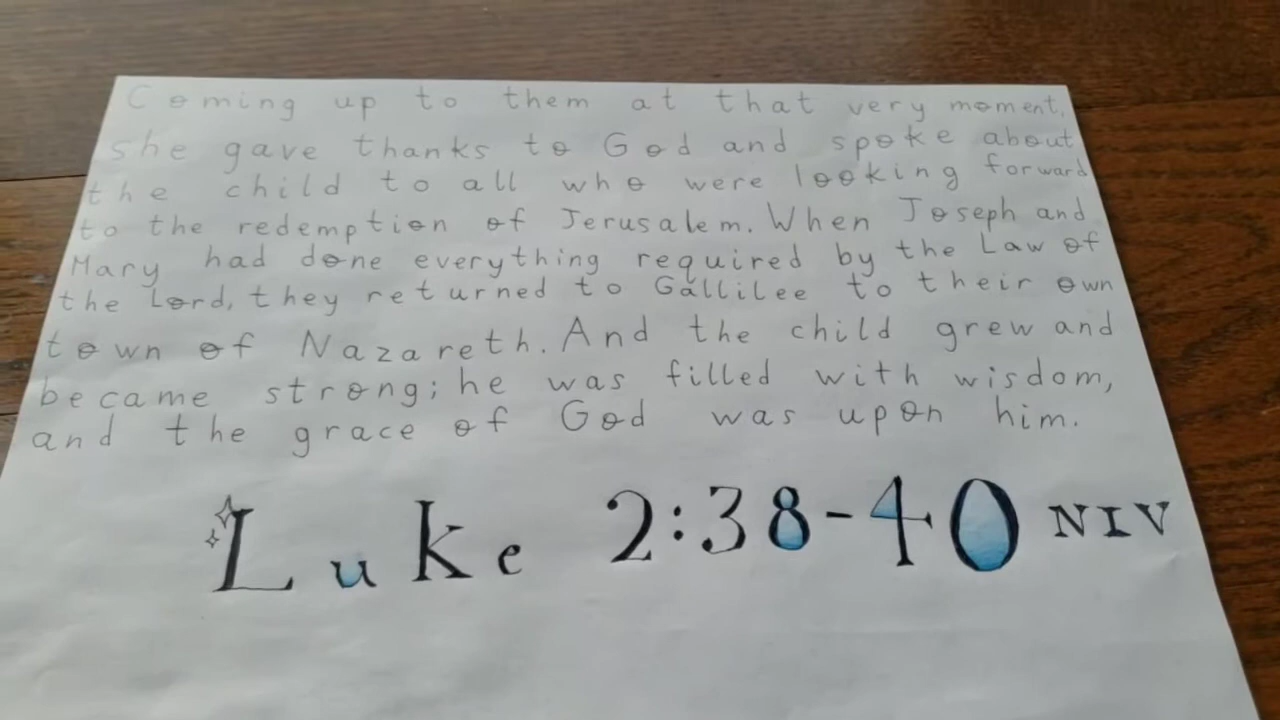 Coming up to them at that very moment,
she gave thanks to God and spoke about
the child to all who were looking forward
to the redemption of Jerusalem. When Joseph and
Mary had done everything required by the Law of
the Lord, they returned to Gallilee to their own
town of Nazareth. And the child grew and
became strong; he was filled with wisdom,
and the grace of God was upon him.
Luke 2:38-40 NIV